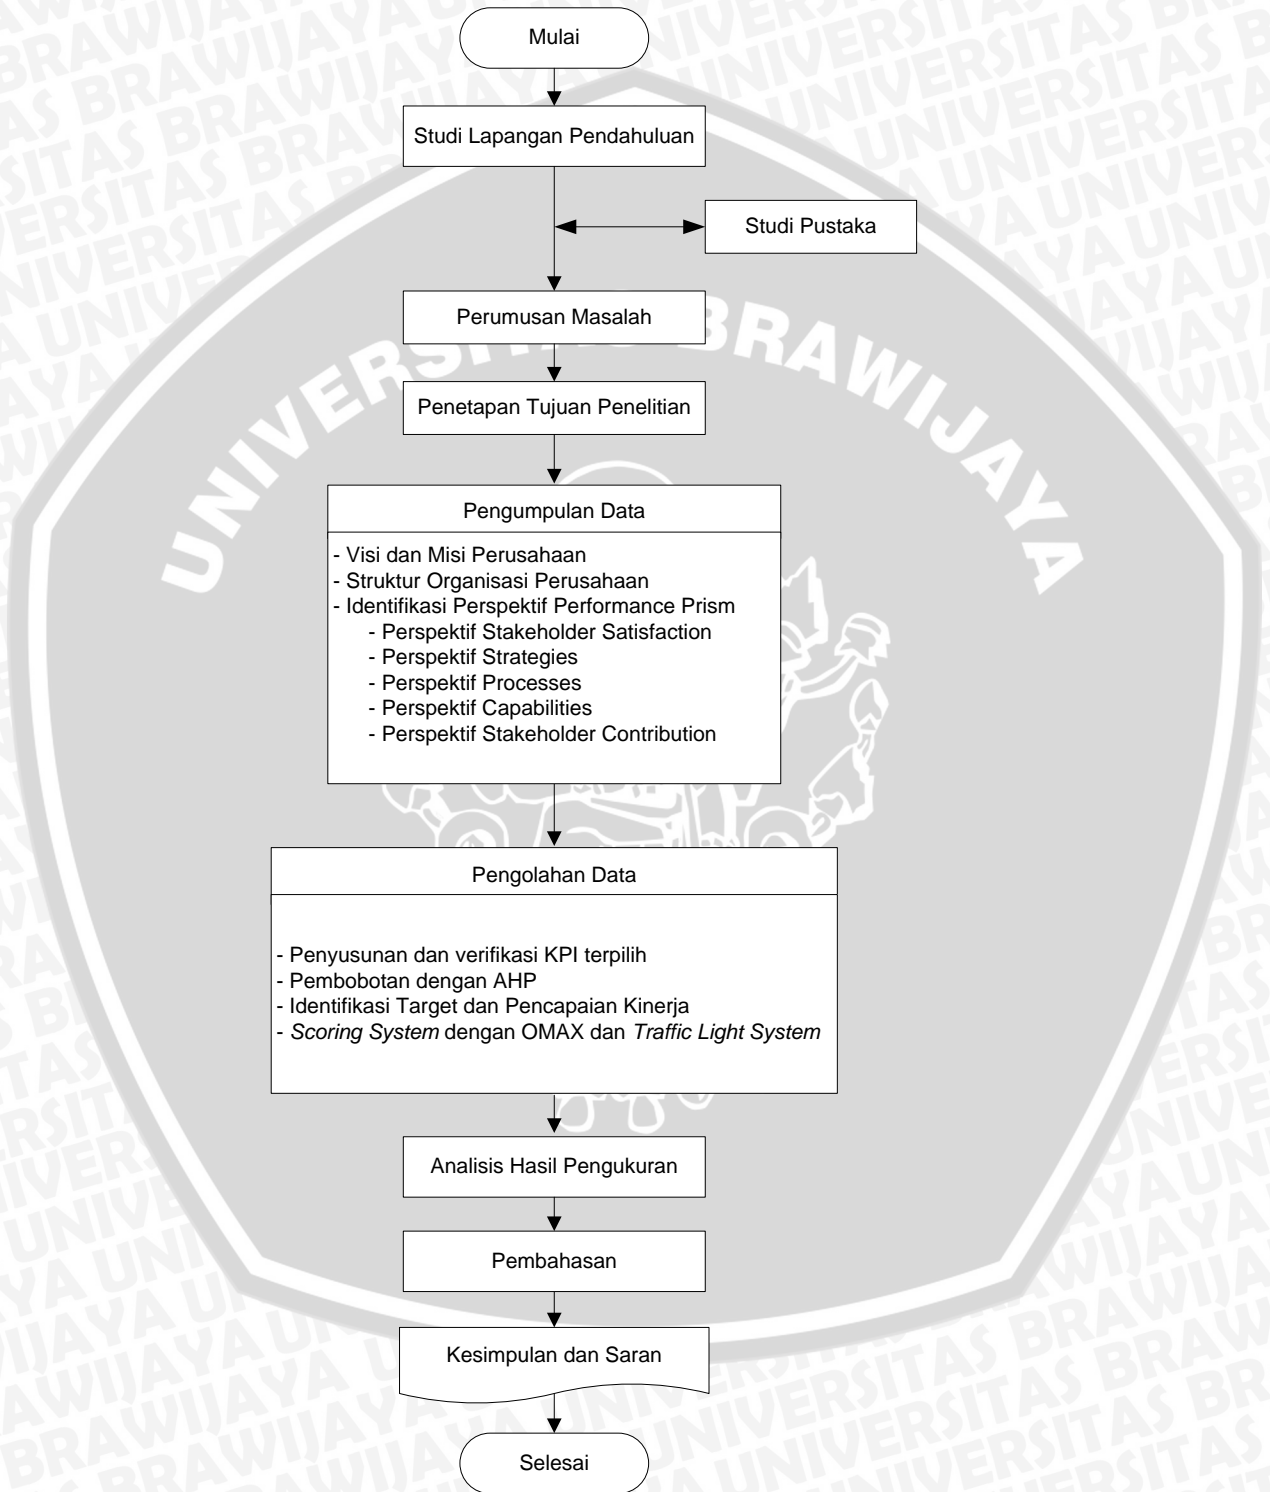 Mulai
Studi Lapangan Pendahuluan
Studi Pustaka
Perumusan Masalah
Penetapan Tujuan Penelitian
Pengumpulan Data
- Visi dan Misi Perusahaan
- Struktur Organisasi Perusahaan
- Identifikasi Perspektif Performance Prism
- Perspektif Stakeholder Satisfaction
- Perspektif Strategies
- Perspektif Processes
- Perspektif Capabilities
- Perspektif Stakeholder Contribution
Pengolahan Data
- Penyusunan dan verifikasi KPI terpilih
- Pembobotan dengan AHP
- Identifikasi Target dan Pencapaian Kinerja
- Scoring System dengan OMAX dan Traffic Light System
Analisis Hasil Pengukuran
Pembahasan
Kesimpulan dan Saran
Selesai
UNIVERSITAS BRAWIJAYA